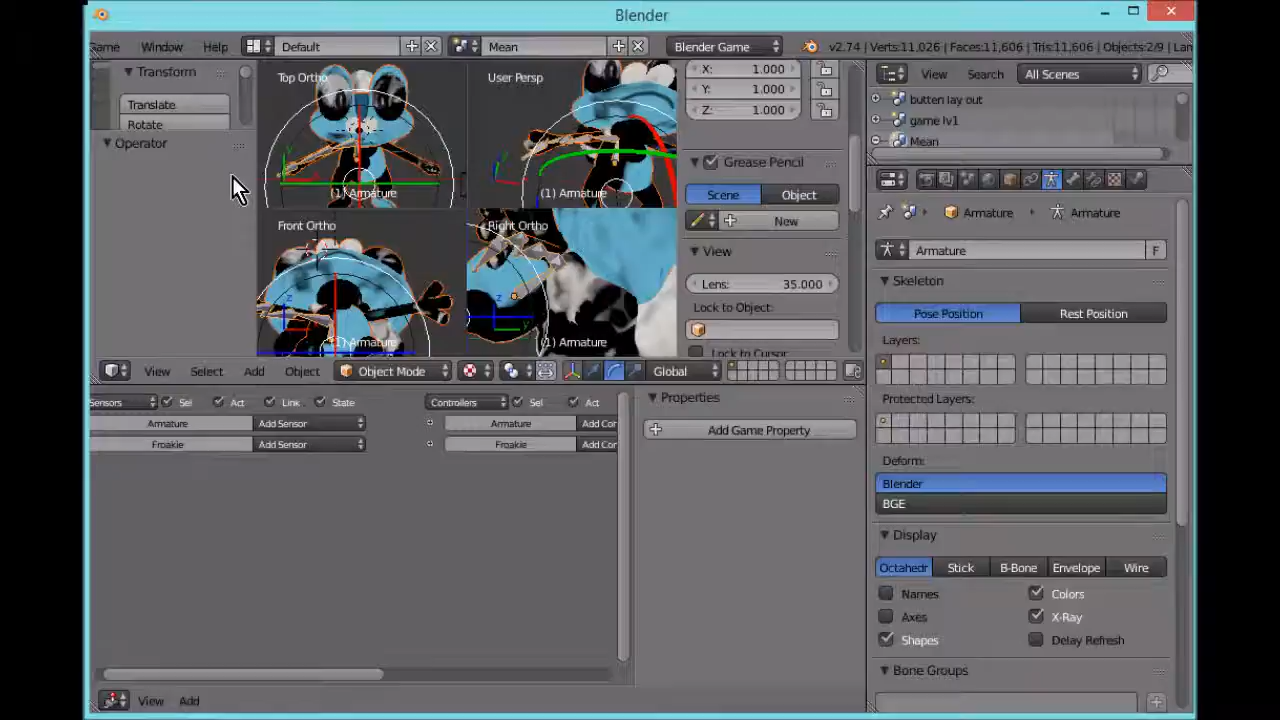 Blender
Game Window Help Default Mean Blender Game v2.74 | Verts:11,026 | Faces:11,606 | Tris:11,606 | Objects:2/9 | Lan
Transform
Translate
Rotate
Operator
Top Ortho
(1) Armature
User Persp
(1) Armature
Front Ortho
(1) Armature
Right Ortho
(1) Armature
X: 1.000
Y: 1.000
Z: 1.000
Grease Pencil
Scene Object
New
View
Lens: 35.000
Lock to Object:
Lock to Cursor
View Select Add Object Object Mode Global
Sensors Sel Act Link State Controllers Sel Act
Armature Add Sensor Armature Add Con
Froakie Add Sensor Froakie Add Con
Properties
Add Game Property
View Add
View Search All Scenes
butten lay out
game lv1
Mean
Armature Armature
Armature F
Skeleton
Pose Position Rest Position
Layers:
Protected Layers:
Deform:
Blender
BGE
Display
Octahedr Stick B-Bone Envelope Wire
Names Colors
Axes X-Ray
Shapes Delay Refresh
Bone Groups